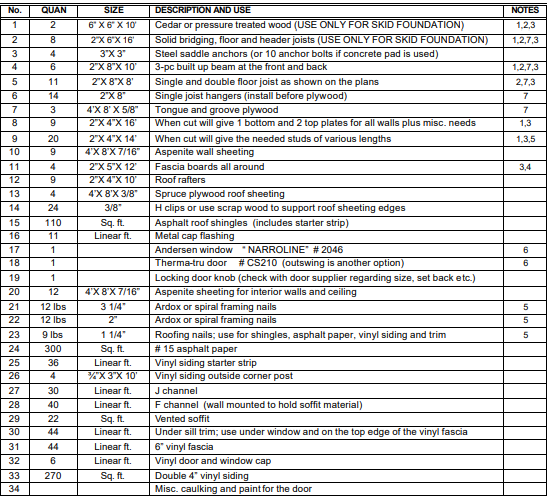 No. QUAN SIZE DESCRIPTION AND USE NOTES
1 2 6" X 6" X 10' Cedar or pressure treated wood (USE ONLY FOR SKID FOUNDATION) 1,2,3
2 8 2"X 6"X 16' Solid bridging, floor and header joists (USE ONLY FOR SKID FOUNDATION) 1,2,7,3
3 4 3"X 3" Steel saddle anchors (or 10 anchor bolts if concrete pad is used)
4 6 2"X 8"X 10' 3-pc built up beam at the front and back 1,2,7,3
5 11 2"X 8"X 8' Single and double floor joist as shown on the plans 2,7,3
6 14 2"X 8" Single joist hangers (install before plywood) 7
7 3 4'X 8' X 5/8" Tongue and groove plywood 7
8 9 2"X 4"X 16' When cut will give 1 bottom and 2 top plates for all walls plus misc. needs 1,3
9 20 2"X 4"X 14' When cut will give the needed studs of various lengths 1,3,5
10 9 4'X 8'X 7/16" Aspenite wall sheeting
11 4 2"X 5"X 12' Fascia boards all around 3,4
12 9 2"X 4"X 10' Roof rafters
13 4 4'X 8'X 3/8" Spruce plywood roof sheeting
14 24 3/8" H clips or use scrap wood to support roof sheeting edges
15 110 Sq. ft. Asphalt roof shingles (includes starter strip)
16 11 Linear ft. Metal cap flashing
17 1 Andersen window " NARROLINE" # 2046 6
18 1 Therma-tru door # CS210 (outswing is another option) 6
19 1 Locking door knob (check with door supplier regarding size, set back etc.)
20 12 4'X 8'X 7/16" Aspenite sheeting for interior walls and ceiling
21 12 lbs 3 1/4" Ardox or spiral framing nails 5
22 12 lbs 2" Ardox or spiral framing nails 5
23 9 lbs 1 1/4" Roofing nails; use for shingles, asphalt paper, vinyl siding and trim 5
24 300 Sq. ft. # 15 asphalt paper
25 36 Linear ft. Vinyl siding starter strip
26 4 ¾"X 3"X 10' Vinyl siding outside corner post
27 30 Linear ft. J channel
28 40 Linear ft. F channel (wall mounted to hold soffit material)
29 22 Sq. ft. Vented soffit
30 44 Linear ft. Under sill trim; use under window and on the top edge of the vinyl fascia
31 44 Linear ft. 6" vinyl fascia
32 6 Linear ft. Vinyl door and window cap
33 270 Sq. ft. Double 4" vinyl siding
34 Misc. caulking and paint for the door